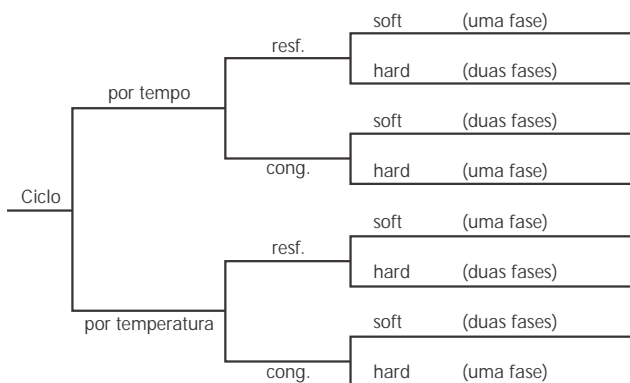 soft (uma fase)
resf.
hard (duas fases)
por tempo
soft (duas fases)
cong.
hard (uma fase)
Ciclo
soft (uma fase)
resf.
hard (duas fases)
por temperatura
soft (duas fases)
cong.
hard (uma fase)